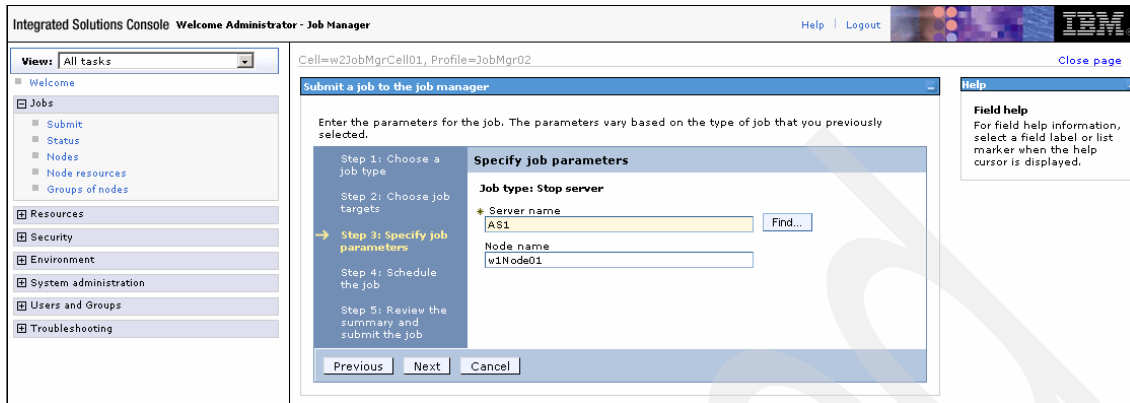 Integrated Solutions Console Welcome Administrator - Job Manager
Help | Logout
IBM.
View: All tasks
Welcome
Jobs
Submit
Status
Nodes
Node resources
Groups of nodes
Resources
Security
Environment
System administration
Users and Groups
Troubleshooting
Cell=w2JobMgrCell01, Profile=JobMgr02
Close page
Submit a job to the job manager
Enter the parameters for the job. The parameters vary based on the type of job that you previously
selected.
Step 1: Choose a
job type
Step 2: Choose job
targets
Step 3: Specify job
parameters
Step 4: Schedule
the job
Step 5: Review the
summary and
submit the job
Specify job parameters
Job type: Stop server
* Server name
AS1
Find...
Node name
w1Node01
Previous Next Cancel
Help
Field help
For field help information,
select a field label or list
marker when the help
cursor is displayed.